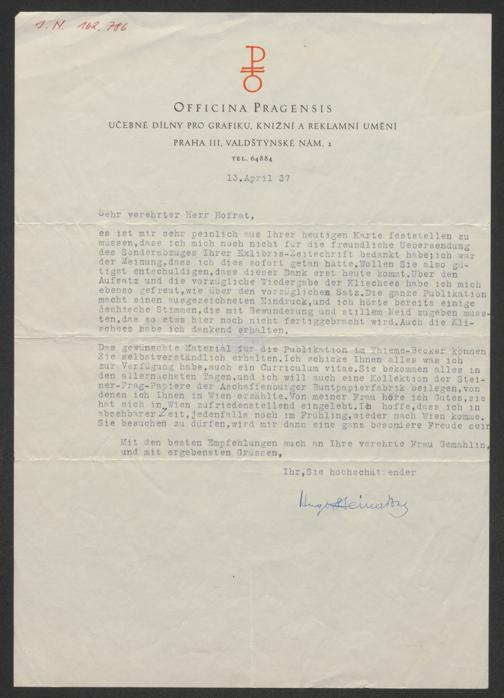 J.N. 162.786
OFFICINA PRAGENSIS
UČEBNÉ DÍLNY PRO GRAFIKU, KNIŽNÍ A REKLAMNÍ UMĚNÍ
PRAHA III, VALDŠTÝNSKÉ NÁM. 2
TEL. 64884
13.April 37
Sehr verehrter Herr Hofrat,
es ist mir sehr peinlich aus Ihrer heutigen Karte feststellen zu
müssen,dass ich mich noch nicht für die freundliche Uebersendung
des Sonderabzuges Ihrer Exlibris-Zeitschrift bedankt habe;ich war
der Meinung,dass ich dies sofort getan hätte.Wollen Sie also gü-
tigst entschuldigen,dass dieser Dank erst heute kommt.Über den
Aufsatz und die vorzügliche Wiedergabe der Klischees habe ich mich
ebenso gefreut,wie über den vorzüglichen Satz.Die ganze Publikation
macht einen ausgezeichneten Eindruck,und ich hörte bereits einige
čechische Stimmen,die mit Bewunderung und stillem Neid zugeben muss-
ten,das so etwa hier noch nicht fertiggebracht wird.Auch die Kli-
schees habe ich dankend erhalten.
Das gewünschte Material für die Publikation im Thieme-Becker können
Sie selbstverständlich erhalten.Ich schicke Ihnen alles was ich
zur Verfügung habe,auch ein Curriculum vitae.Sie bekommen alles in
den allernächsten Tagen,und ich will auch eine Kollektion der Stei-
ner-Prag-Papiere der Aschaffenburger Buntpapierfabrik beilegen,von
denen ich Ihnen in Wien erzählte.Von meiner Frau höre ich Gutes,sie
hat sich in Wien zufriedenstellend eingelebt.Ich hoffe,dass ich in
absehbarer Zeit,jedenfalls noch im Frühling,wieder nach Wien komme.
Sie besuchen zu dürfen,wird mir dann eine ganz besondere Freude sein
Mit den besten Empfehlungen auch an Ihre verehrte Frau Gemahlin,
und mit ergebensten Grüssen,
Ihr,Sie hochschätzender
Hugo Steiner-Prag